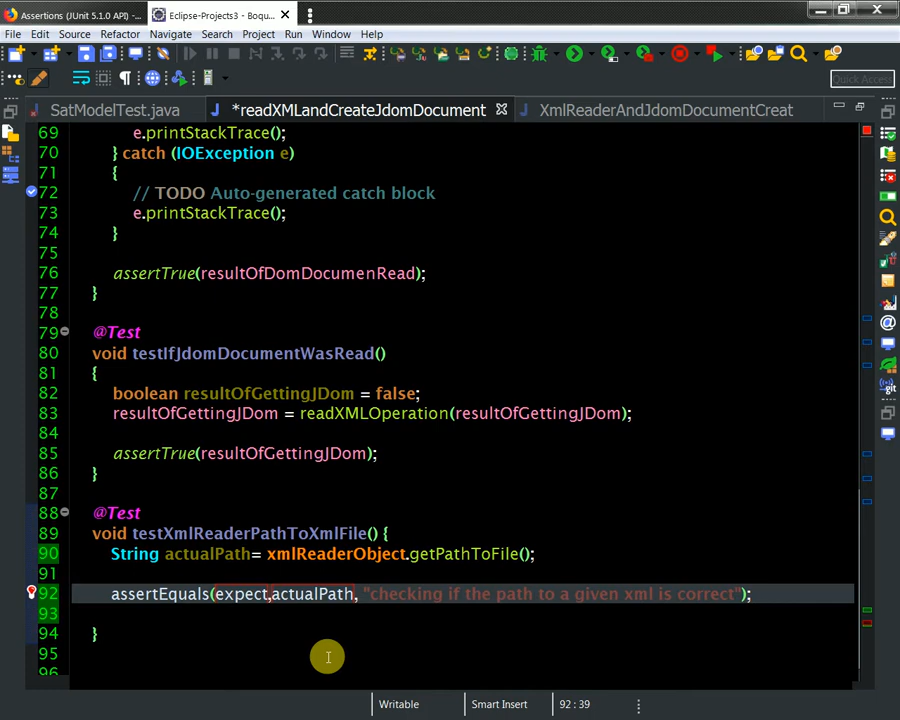 Assertions (JUnit 5.1.0 API) -...
Eclipse-Projects3 - Boqu...
File Edit Source Refactor Navigate Search Project Run Window Help
Quick Access
SatModelTest.java
*readXMLandCreateJdomDocument
XmlReaderAndJdomDocumentCreat
69 e.printStackTrace();
70 } catch (IOException e)
71 {
72 // TODO Auto-generated catch block
73 e.printStackTrace();
74 }
75
76 assertTrue(resultOfDomDocumenRead);
77 }
78
79 @Test
80 void testIfJdomDocumentWasRead()
81 {
82 boolean resultOfGettingJDom = false;
83 resultOfGettingJDom = readXMLOperation(resultOfGettingJDom);
84
85 assertTrue(resultOfGettingJDom);
86 }
87
88 @Test
89 void testXmlReaderPathToXmlFile() {
90 String actualPath= xmlReaderObject.getPathToFile();
91
92 assertEquals(expect,actualPath, "checking if the path to a given xml is correct");
93
94 }
95
96
Writable Smart Insert 92 : 39